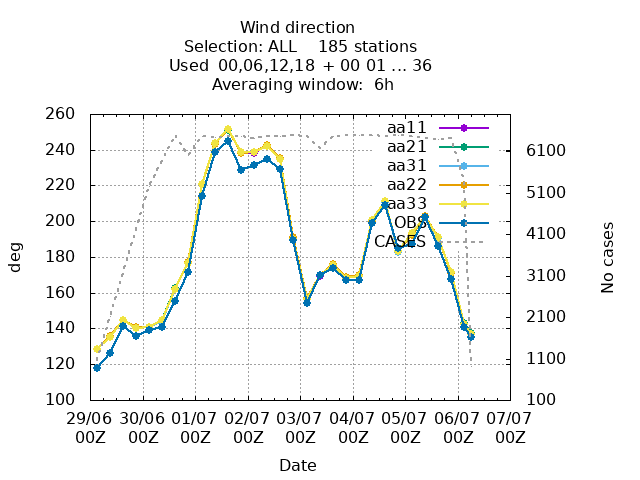 Wind direction
Selection: ALL    185 stations
Used  00,06,12,18 + 00 01 ... 36
Averaging window:  6h
260
240
220
200
180
160
140
120
100
6100
5100
4100
3100
2100
1100
100
deg
No cases
aa11
aa21
aa31
aa22
aa33
OBS
CASES
29/06 30/06 01/07 02/07 03/07 04/07 05/07 06/07 07/07
00Z 00Z 00Z 00Z 00Z 00Z 00Z 00Z 00Z
Date